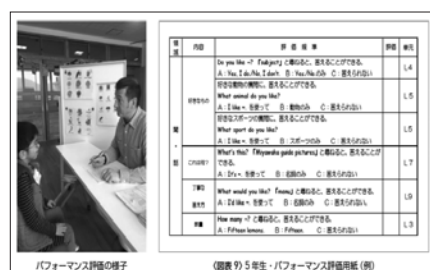 領域 内容 評価規準 評価 単元
Do you like ~? 「subject」と尋ねると、答えることができる。
A:Yes, I do./No, I don't. B:Yes/No.のみ C:答えられない
L4
好きなもの
好きな動物の質問に、答えることができる。
What animal do you like?
A:I like ~. を使って B:動物のみ C:答えられない
L5
好きなスポーツの質問に、答えることができる。
What sport do you like?
A:I like ~. を使って B:スポーツのみ C:答えられない
L5
これは何?
What's this? 「Miyamaha guide pictures」と尋ねると、答えることができる。
A:It's ~. を使って B:名詞のみ C:答えられない
L7
丁寧な
What would you like? 「menu」と尋ねると、答えることができる。
A:I'd like ~. を使って B:名詞のみ C:答えられない。
L9
数量
How many ~? と尋ねると、答えることができる。
A:Fifteen lemons. B:Fifteen. C:答えられない
L3
パフォーマンス評価の様子
〈図表9〉5年生・パフォーマンス評価用紙(例)